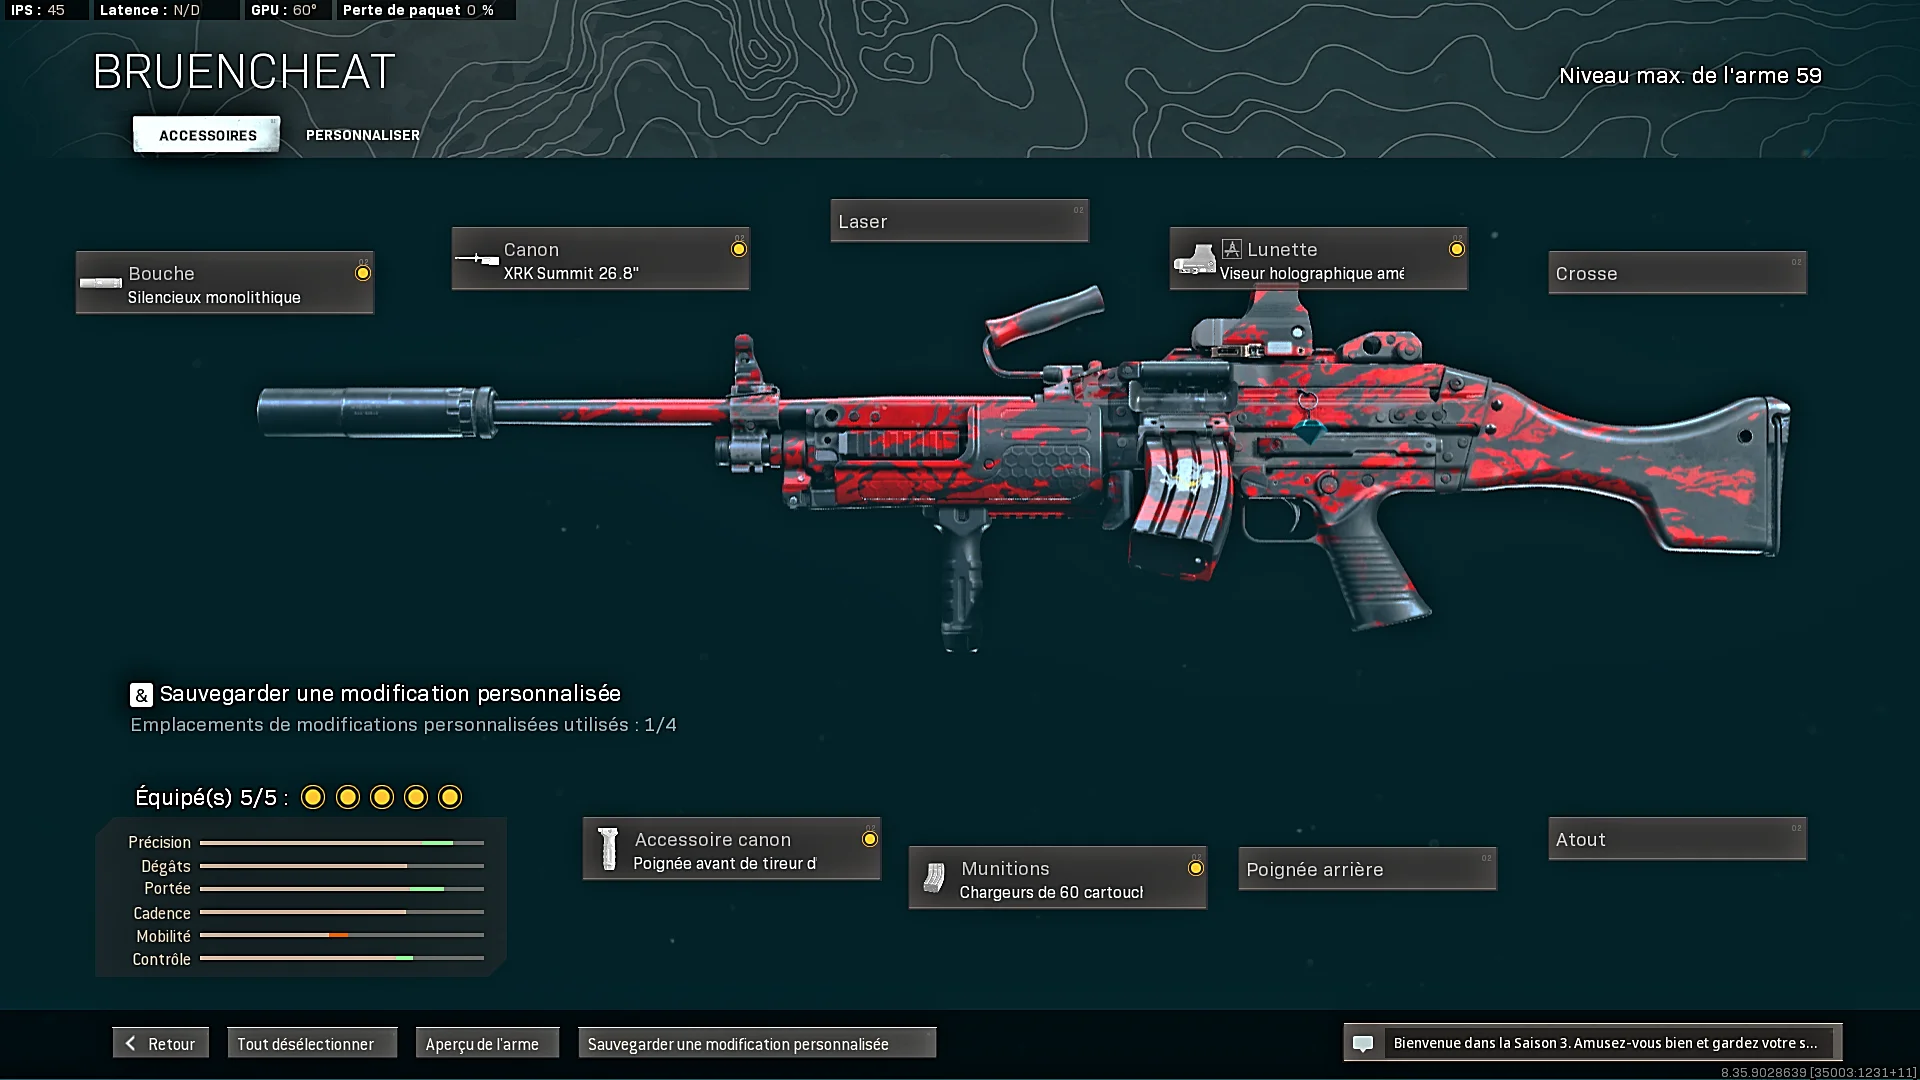 IPS : 45 Latence : N/D GPU : 60° Perte de paquet 0 %
BRUENCHEAT
Niveau max. de l'arme 59
ACCESSOIRES PERSONNALISER
Laser
Canon
XRK Summit 26.8"
Lunette
Viseur holographique amé
Bouche
Silencieux monolithique
Crosse
& Sauvegarder une modification personnalisée
Emplacements de modifications personnalisées utilisés : 1/4
Équipé(s) 5/5 :
Précision
Dégâts
Portée
Cadence
Mobilité
Contrôle
Accessoire canon
Poignée avant de tireur d'
Munitions
Chargeurs de 60 cartouch
Poignée arrière
Atout
Retour
Tout désélectionner
Aperçu de l'arme
Sauvegarder une modification personnalisée
Bienvenue dans la Saison 3. Amusez-vous bien et gardez votre s...
8.35.9028639 [35003:1231+11]